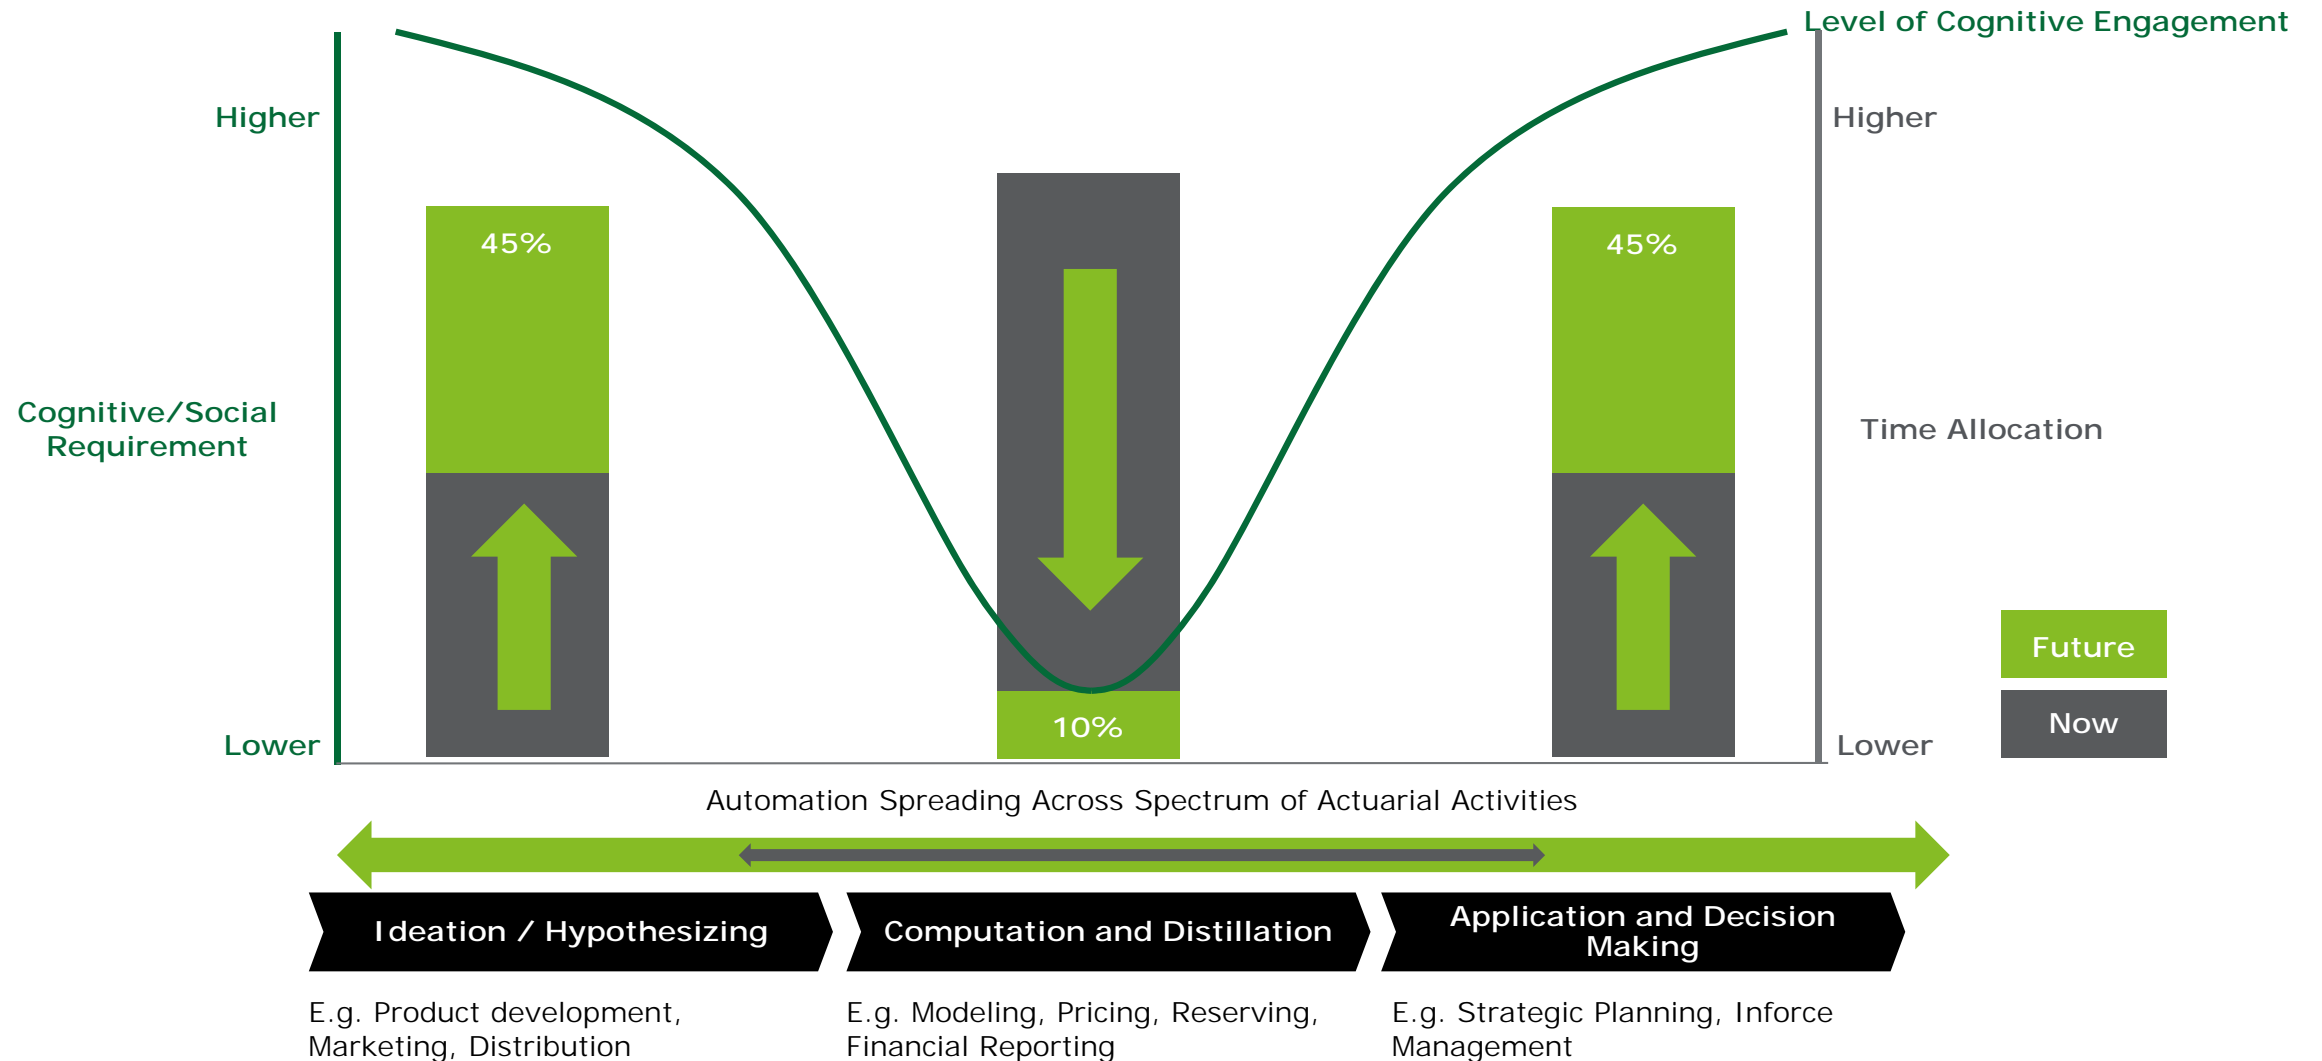 Level of Cognitive Engagement
Higher
Higher
45%
45%
Cognitive/Social
Requirement
Time Allocation
Future
10%
Now
Lower
Lower
Automation Spreading Across Spectrum of Actuarial Activities
Ideation / Hypothesizing
Computation and Distillation
Application and Decision
Making
E.g. Product development,
Marketing, Distribution
E.g. Modeling, Pricing, Reserving,
Financial Reporting
E.g. Strategic Planning, Inforce
Management